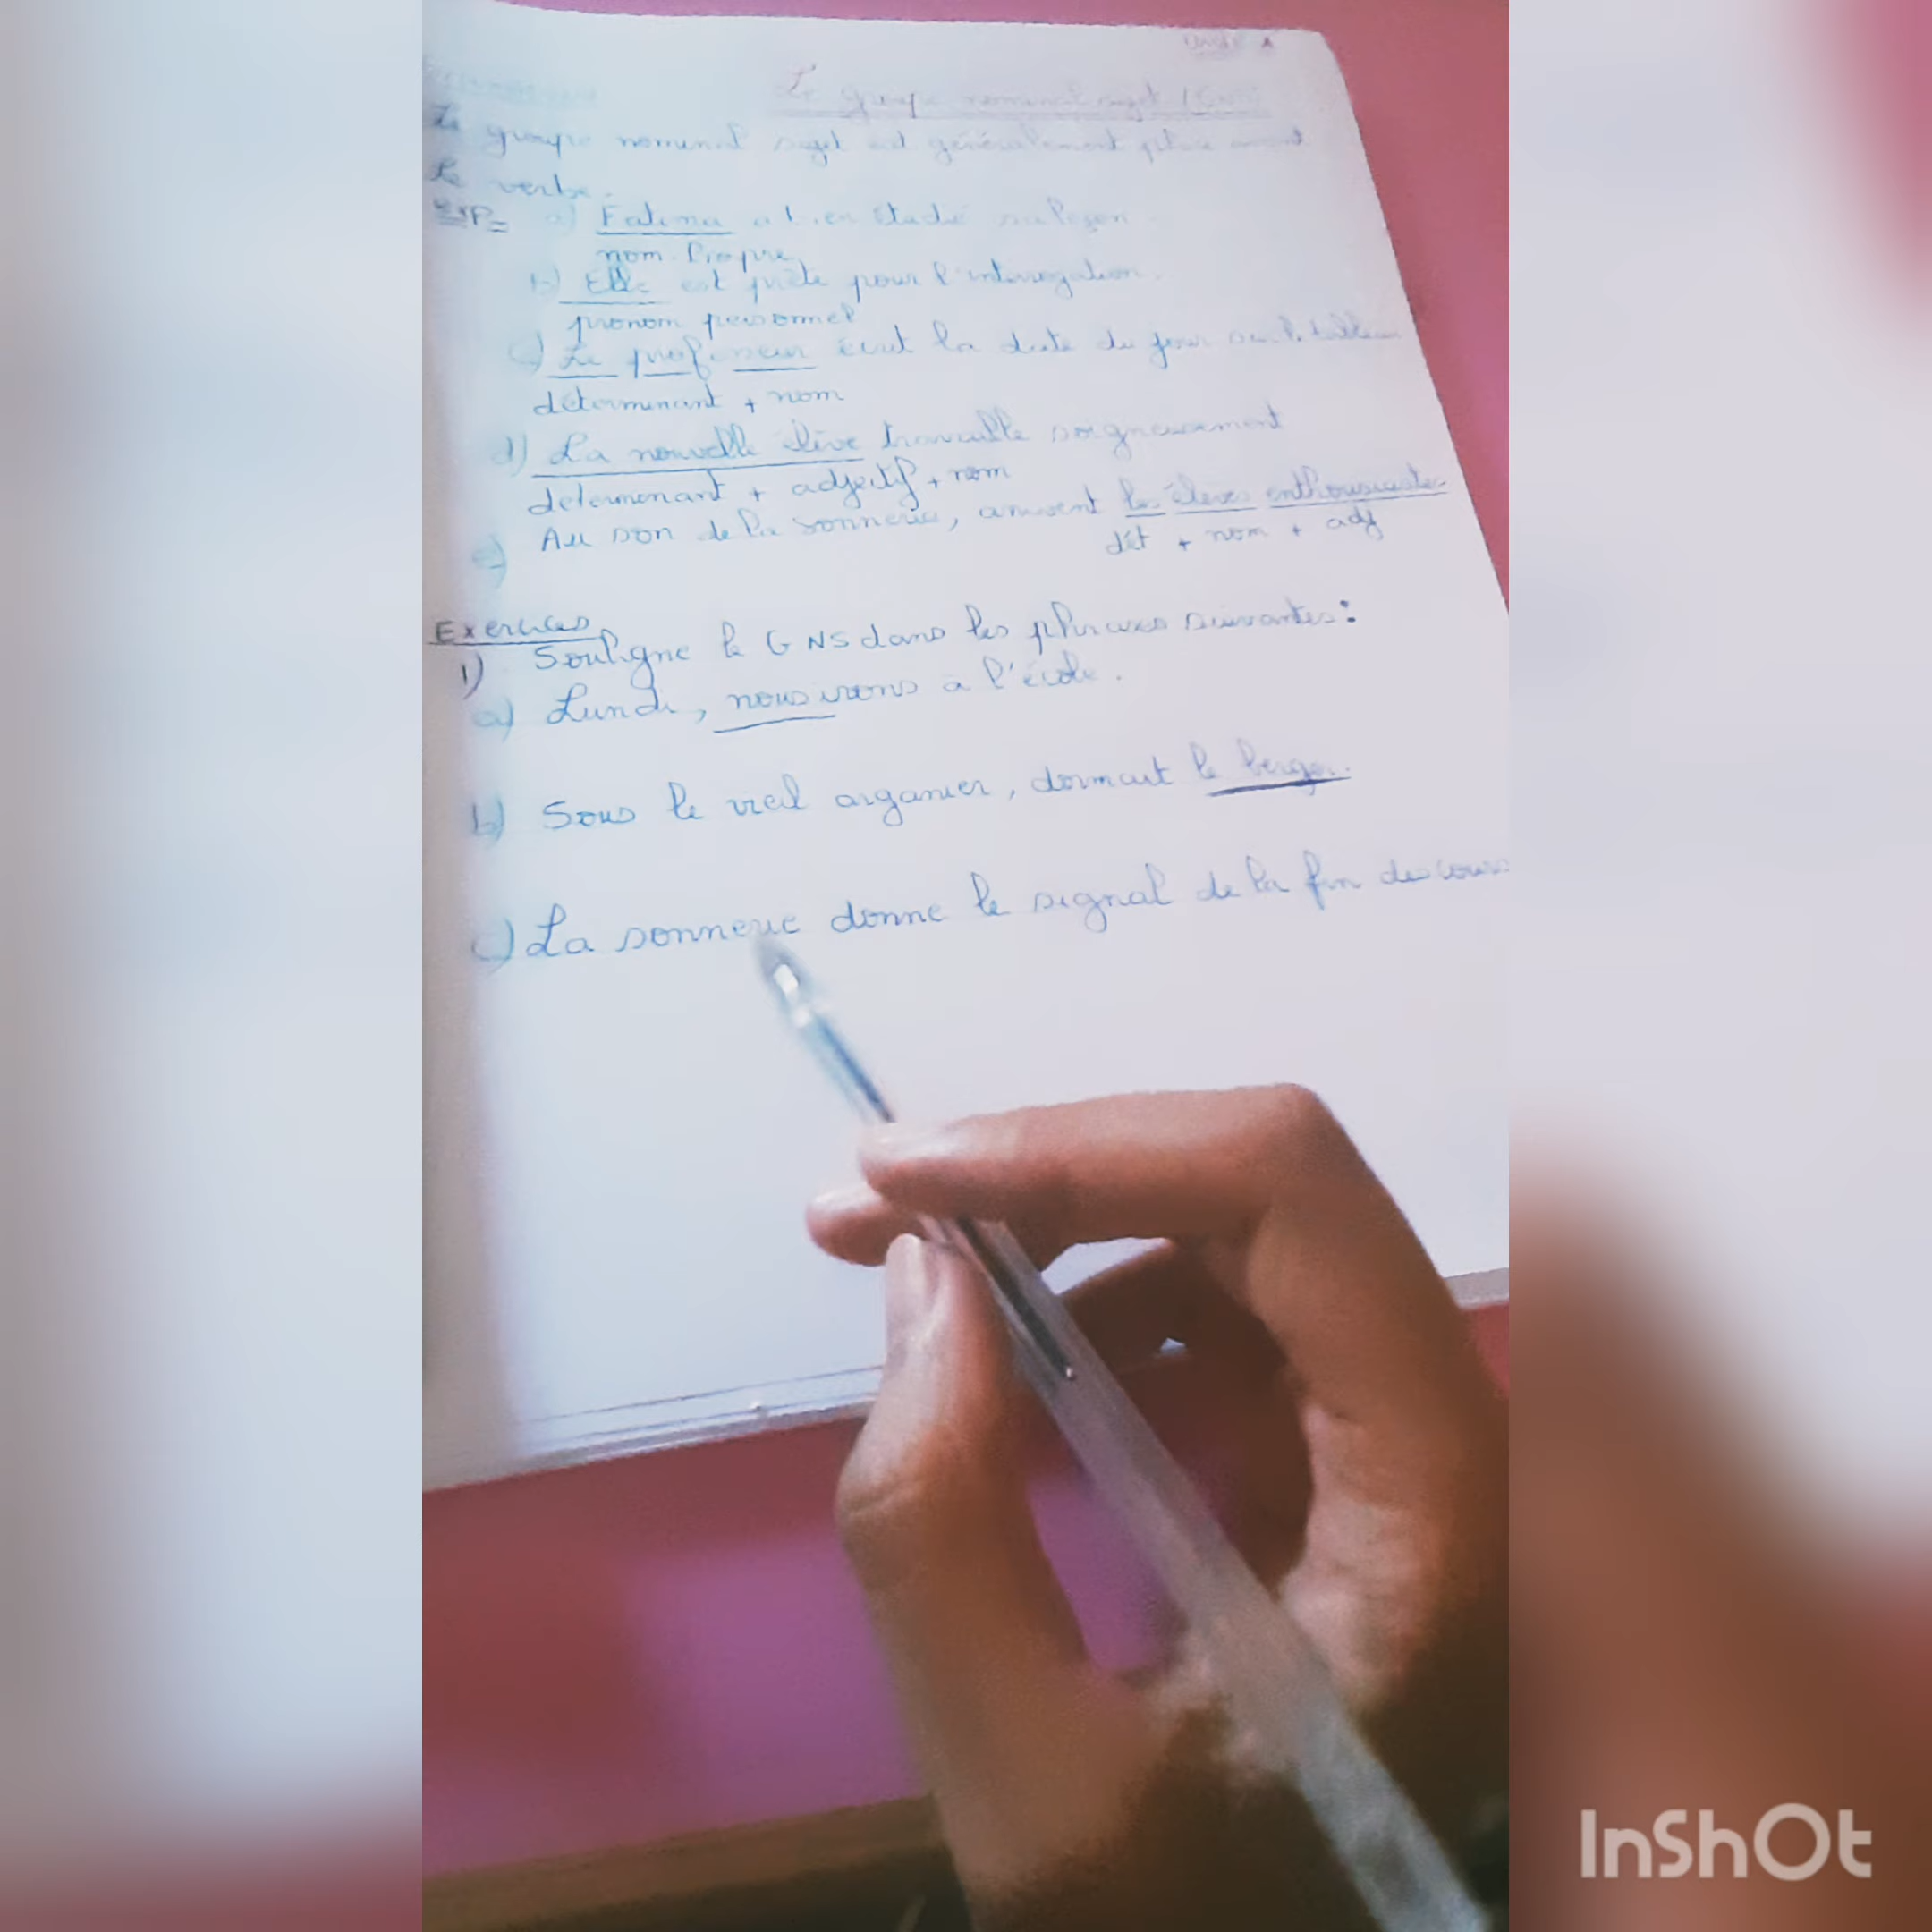 Le groupe nominal sujet (GNS)
Le groupe nominal sujet est généralement placé avant
le verbe.
a) Fatima a bien étudié sa leçon.
nom propre
b) Elle est prête pour l'interrogation.
pronom personnel
c) Le professeur écrit la date du jour sur le tableau
déterminant + nom
d) La nouvelle élève travaille soigneusement
determinant + adjectif + nom
e) Au son de la sonnerie, arrivent les élèves enthousiastes
dét + nom + adj
Exercices
1) Souligne le GNS dans les phrases suivantes :
a) Lundi, nous irons à l'école.
b) Sous le vieil arganier, dormait le berger.
c) La sonnerie donne le signal de la fin des cours
InShOt